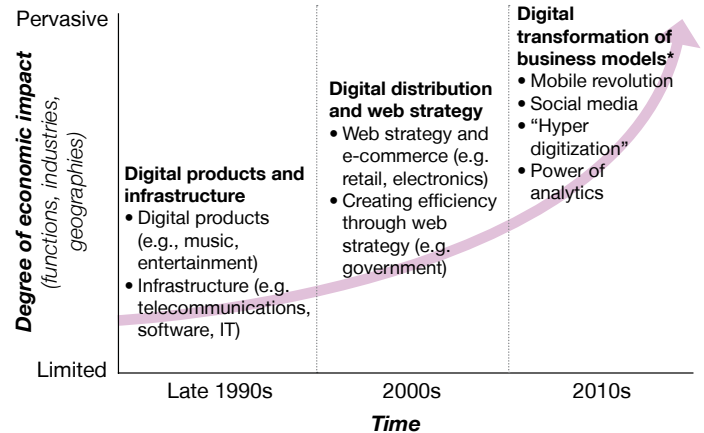 Pervasive
Degree of economic impact
(functions, industries,
geographies)
Limited
Digital products and
infrastructure
• Digital products
(e.g., music,
entertainment)
• Infrastructure (e.g.
telecommunications,
software, IT)
Digital distribution
and web strategy
• Web strategy and
e-commerce (e.g.
retail, electronics)
• Creating efficiency
through web
strategy (e.g.
government)
Digital
transformation of
business models*
• Mobile revolution
• Social media
• “Hyper
digitization”
• Power of
analytics
Late 1990s
2000s
2010s
Time